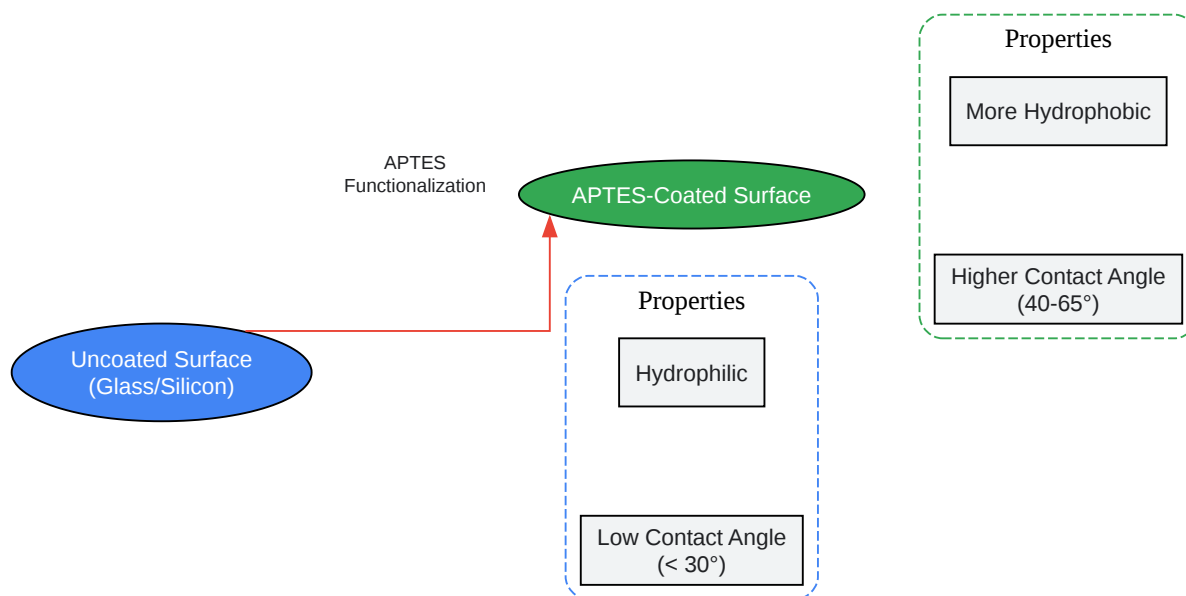 Properties
More Hydrophobic
Higher Contact Angle
(40-65°)
APTES
Functionalization
APTES-Coated Surface
Uncoated Surface
(Glass/Silicon)
Properties
Hydrophilic
Low Contact Angle
(< 30°)